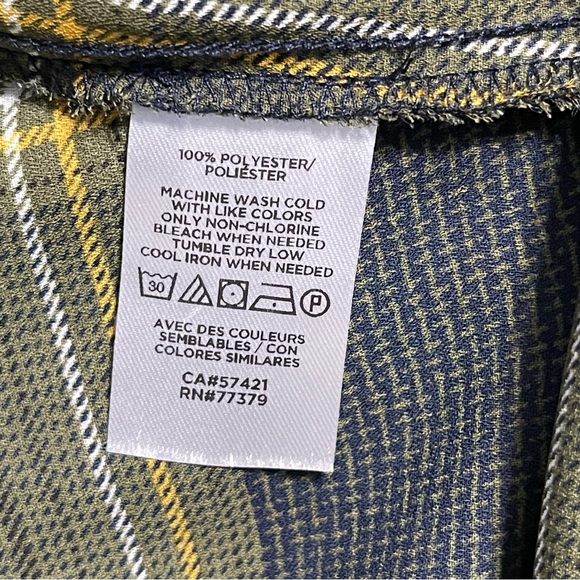 100% POLYESTER/
POLIÉSTER
MACHINE WASH COLD
WITH LIKE COLORS
ONLY NON-CHLORINE
BLEACH WHEN NEEDED
TUMBLE DRY LOW
COOL IRON WHEN NEEDED
30 P
AVEC DES COULEURS
SEMBLABLES / CON
COLORES SIMILARES
CA#57421
RN#77379